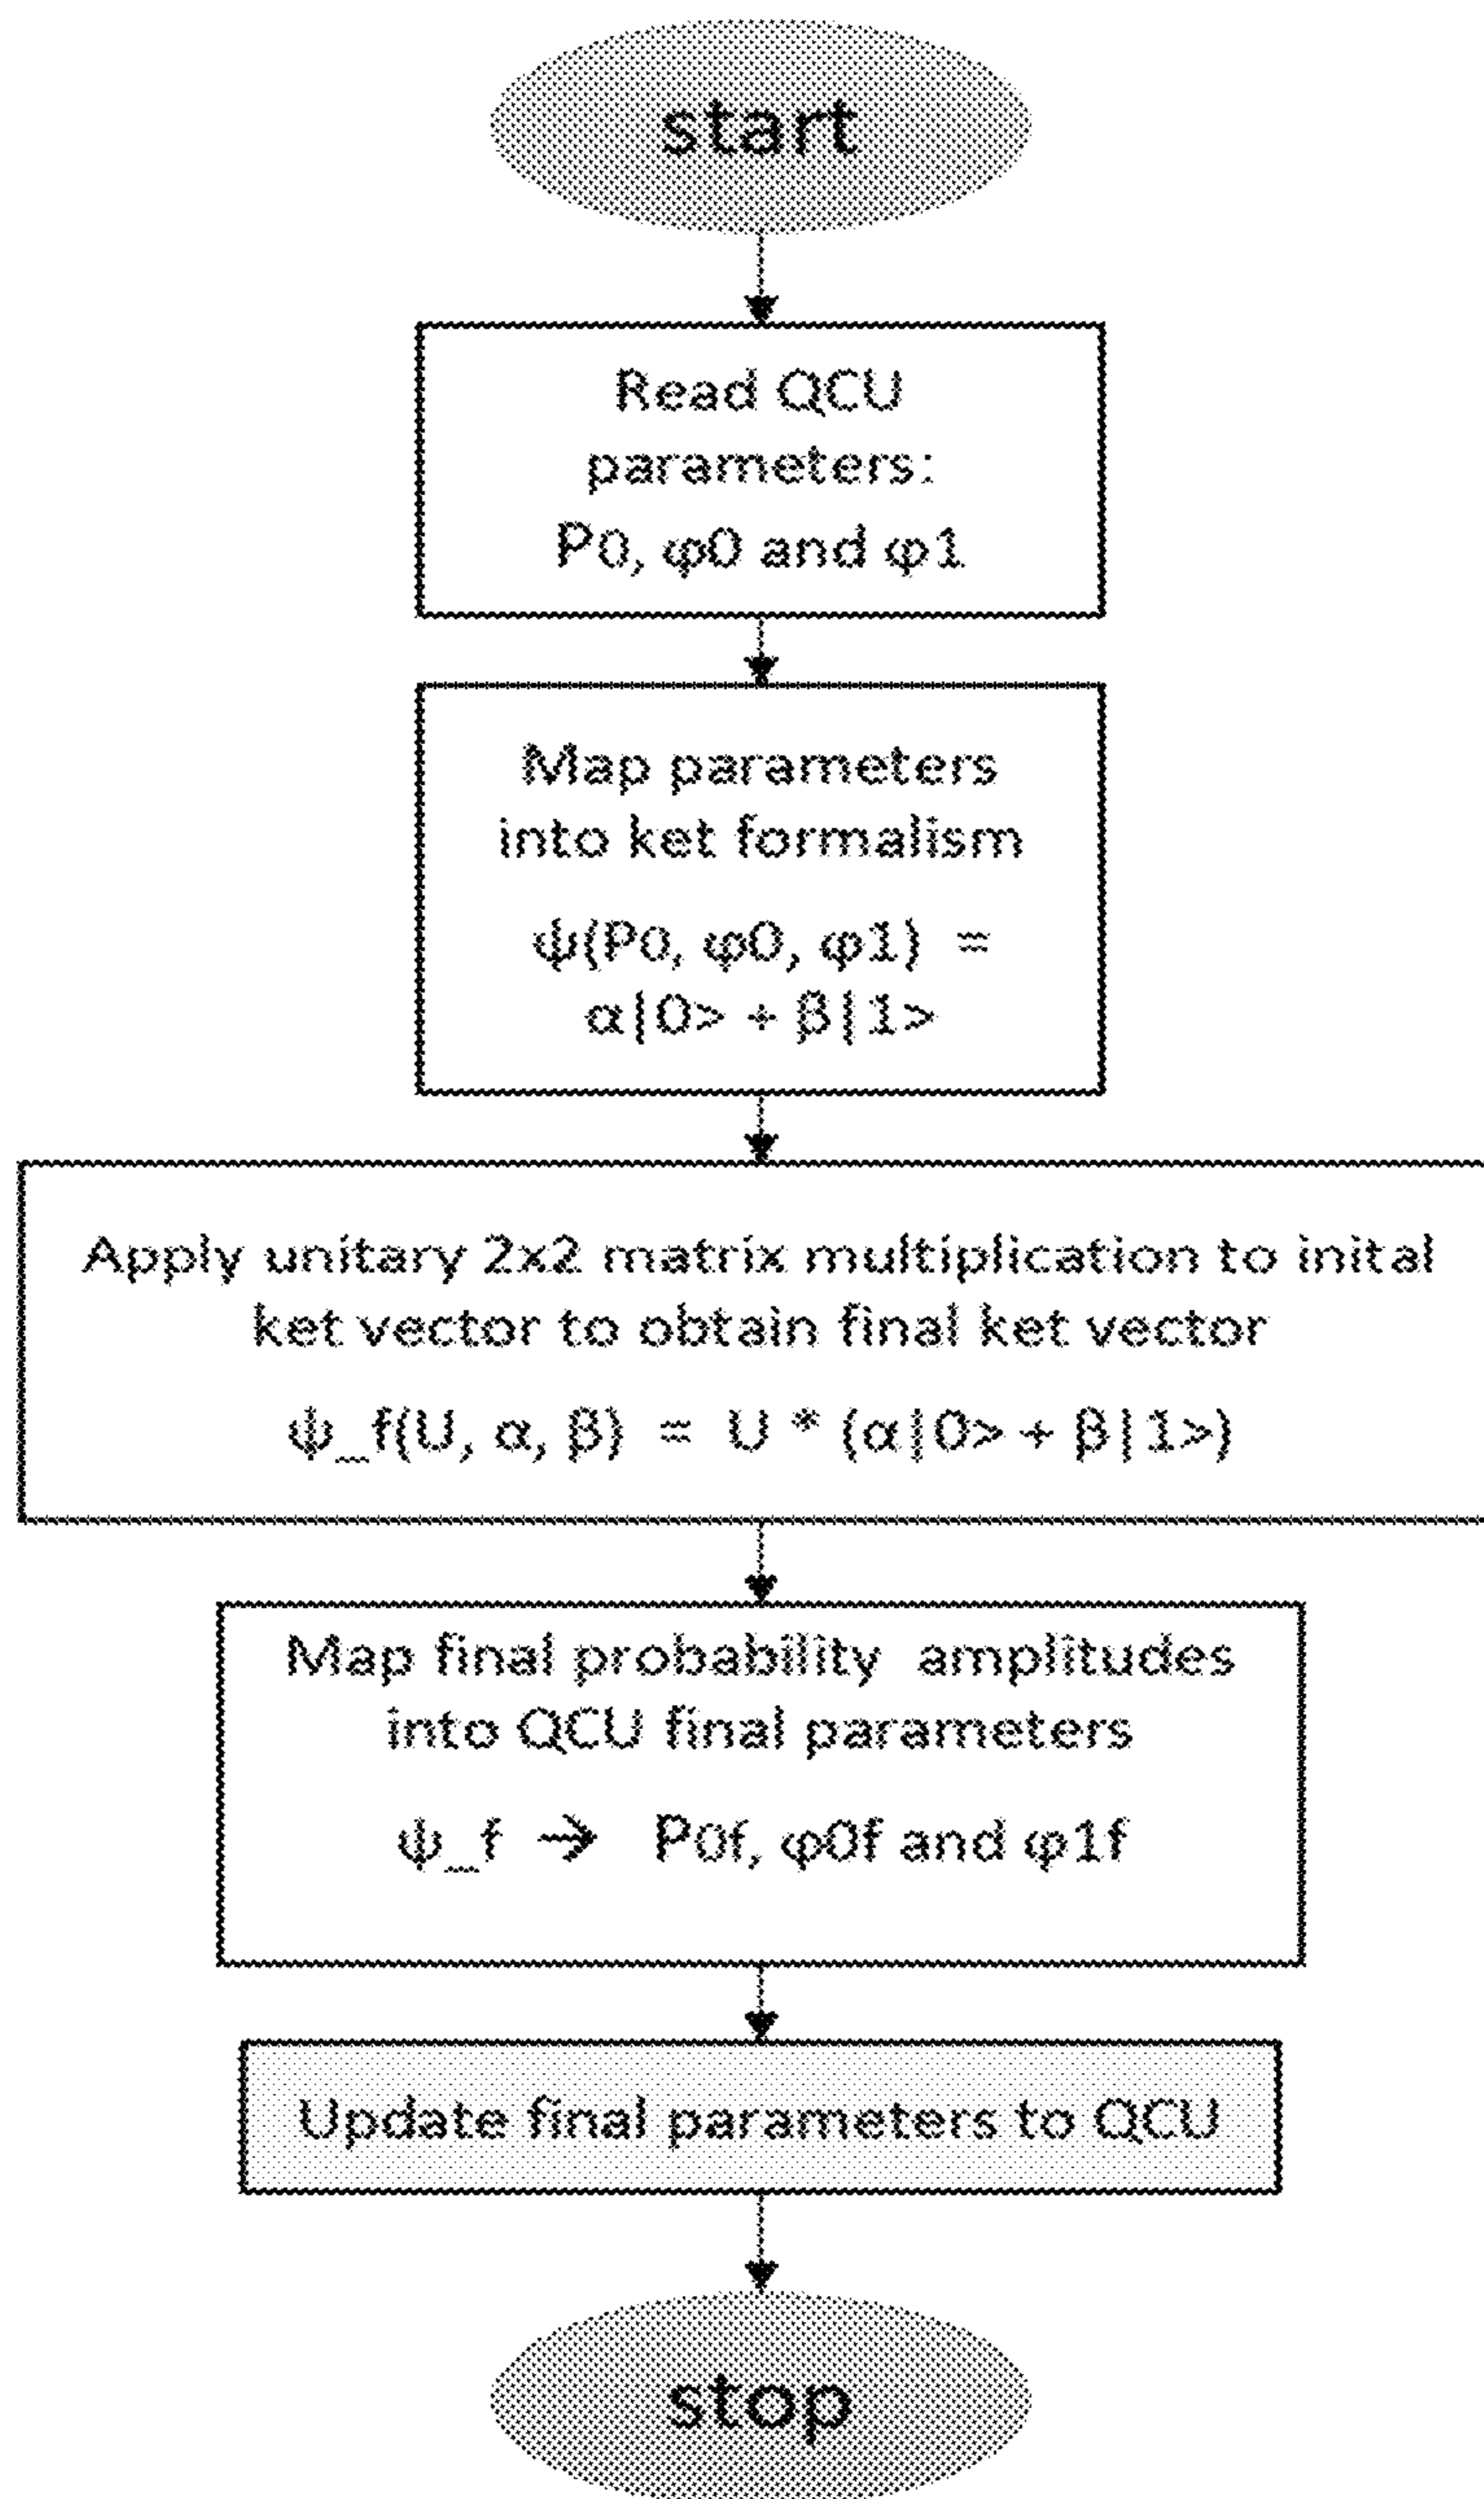 start
Read QCU
parameters:
P0, φ0 and φ1
Map parameters
into ket formalism
ψ(P0, φ0, φ1) =
α|0> + β|1>
Apply unitary 2x2 matrix multiplication to inital
ket vector to obtain final ket vector
ψ_f(U, α, β) = U * (α|0> + β|1>)
Map final probability amplitudes
into QCU final parameters
ψ_f → P0f, φ0f and φ1f
Update final parameters to QCU
stop